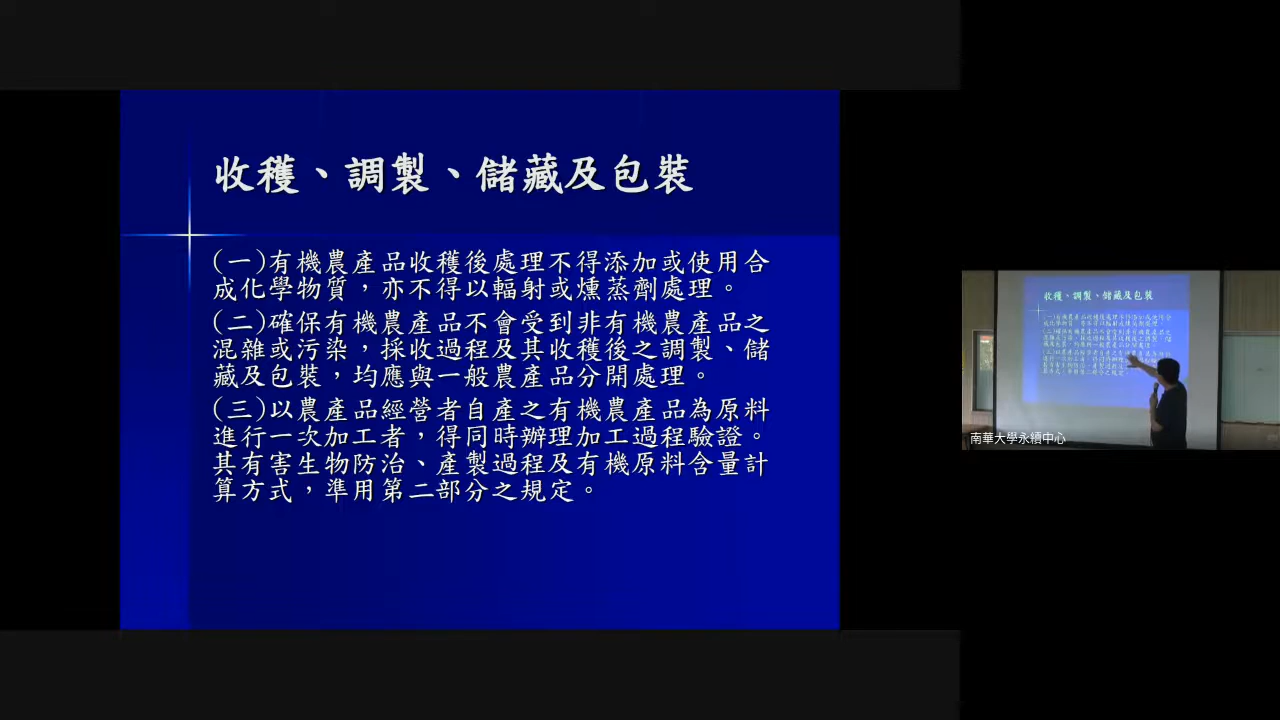 收穫、調製、儲藏及包裝
(一)有機農產品收穫後處理不得添加或使用合
成化學物質，亦不得以輻射或燻蒸劑處理。
(二)確保有機農產品不會受到非有機農產品之
混雜或污染，採收過程及其收穫後之調製、儲
藏及包裝，均應與一般農產品分開處理。
(三)以農產品經營者自產之有機農產品為原料
進行一次加工者，得同時辦理加工過程驗證。
其有害生物防治、產製過程及有機原料含量計
算方式，準用第二部分之規定。
收穫、調製、儲藏及包裝
南華大學永續中心